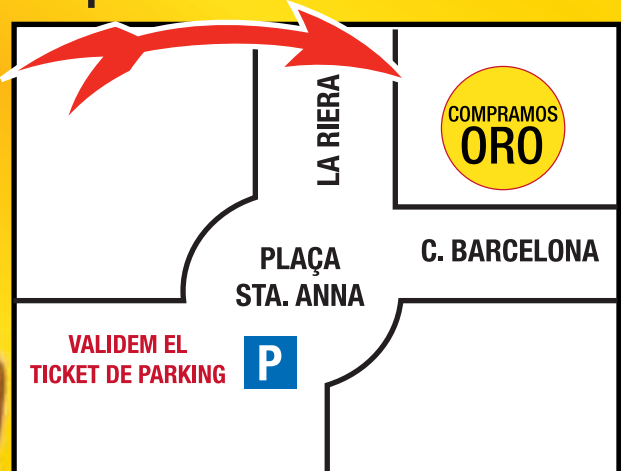 LA RIERA
COMPRAMOS
ORO
PLAÇA
STA. ANNA
C. BARCELONA
VALIDEM EL
TICKET DE PARKING
P